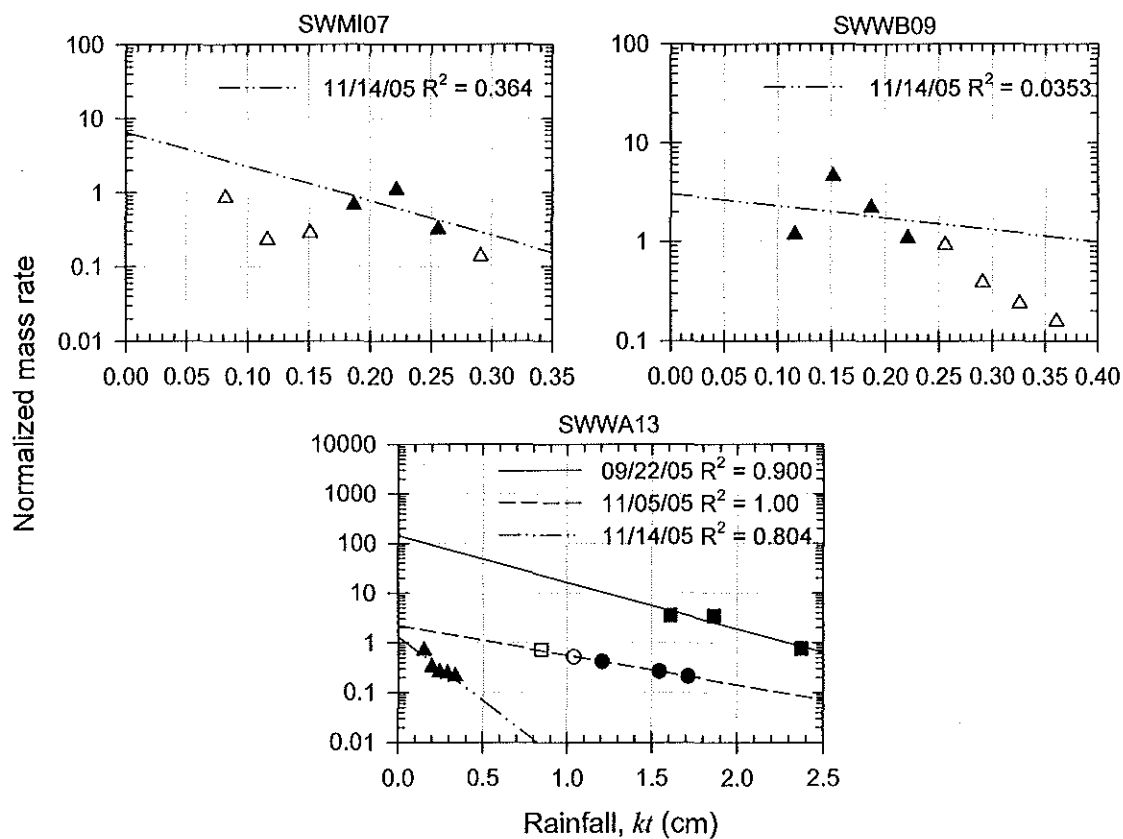 SWMI07
100
10
1
0.1
0.01
11/14/05 R² = 0.364
0.00 0.05 0.10 0.15 0.20 0.25 0.30 0.35
SWWB09
100
10
1
0.1
11/14/05 R² = 0.0353
0.00 0.05 0.10 0.15 0.20 0.25 0.30 0.35 0.40
Normalized mass rate
SWWA13
10000
1000
100
10
1
0.1
0.01
09/22/05 R² = 0.900
11/05/05 R² = 1.00
11/14/05 R² = 0.804
0.0 0.5 1.0 1.5 2.0 2.5
Rainfall, kt (cm)